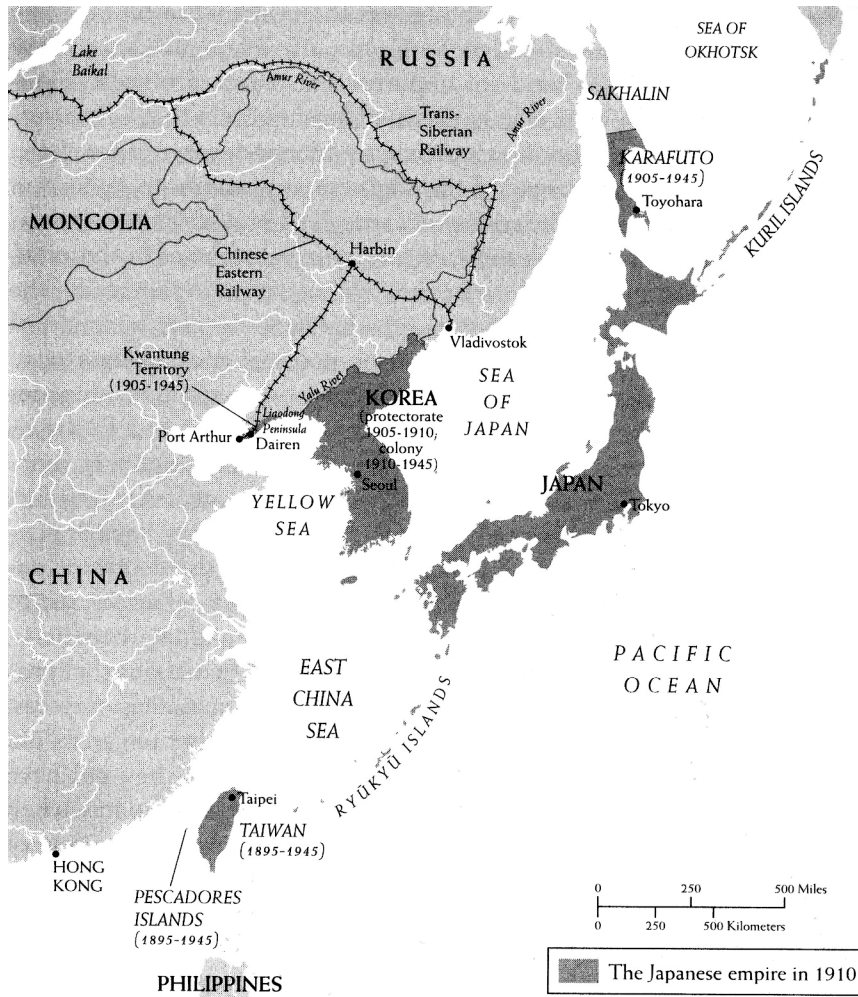 SEA OF
OKHOTSK
Lake
Baikal
RUSSIA
Amur River
Trans-
Siberian
Railway
Amur River
SAKHALIN
KARAFUTO
(1905-1945)
Toyohara
KURIL ISLANDS
MONGOLIA
Chinese
Eastern
Railway
Harbin
Vladivostok
Kwantung
Territory
(1905-1945)
Yalu River
Liaodong
Peninsula
Port Arthur
Dairen
KOREA
(protectorate
1905-1910;
colony
1910-1945)
Seoul
SEA
OF
JAPAN
JAPAN
Tokyo
YELLOW
SEA
CHINA
EAST
CHINA
SEA
PACIFIC
OCEAN
RYŪKYŪ ISLANDS
Taipei
TAIWAN
(1895-1945)
HONG
KONG
PESCADORES
ISLANDS
(1895-1945)
PHILIPPINES
0 250 500 Miles
0 250 500 Kilometers
The Japanese empire in 1910